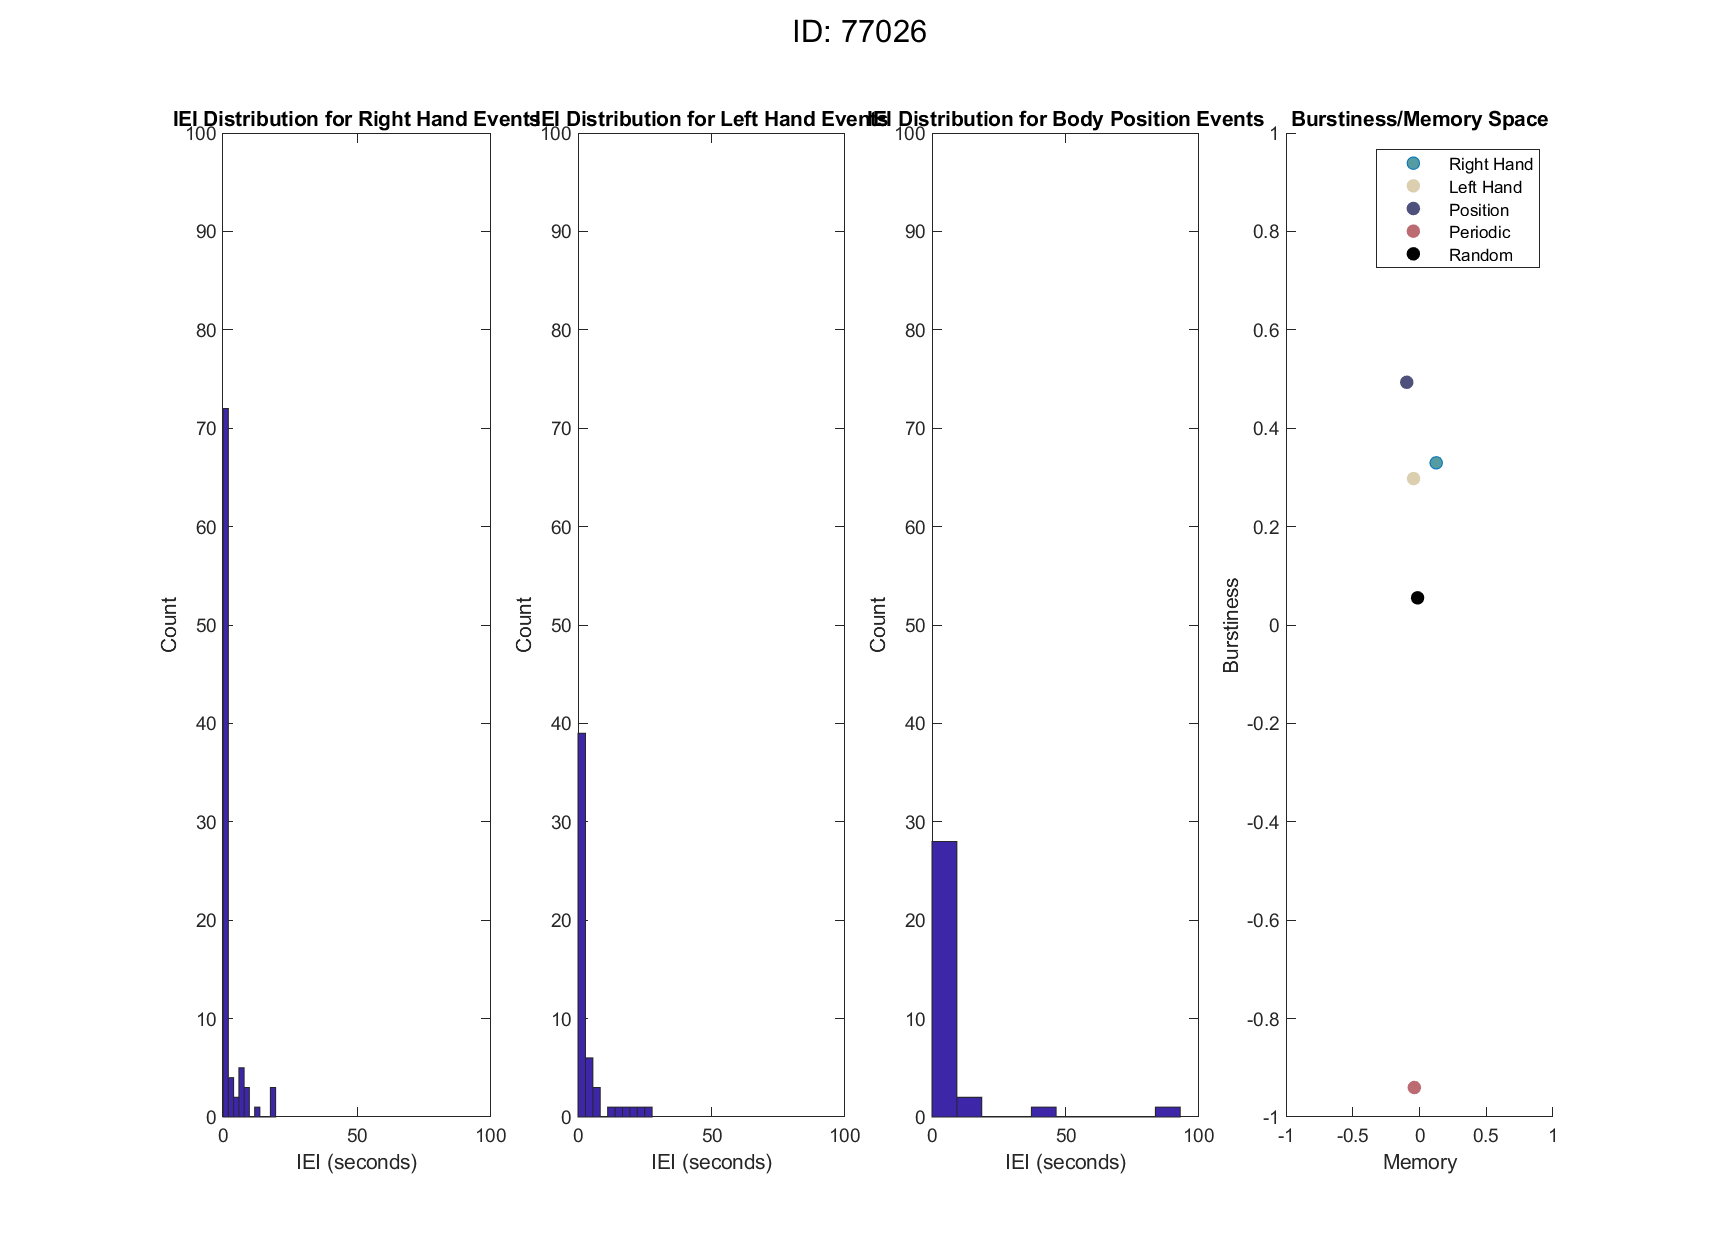 ID: 77026
IEI Distribution for Right Hand Events
IEI Distribution for Left Hand Events
IEI Distribution for Body Position Events
Burstiness/Memory Space
100
90
80
70
60
50
40
30
20
10
0
Count
0 50 100
IEI (seconds)
100
90
80
70
60
50
40
30
20
10
0
Count
0 50 100
IEI (seconds)
100
90
80
70
60
50
40
30
20
10
0
Count
0 50 100
IEI (seconds)
1
0.8
0.6
0.4
0.2
0
-0.2
-0.4
-0.6
-0.8
-1
Burstiness
-1 -0.5 0 0.5 1
Memory
Right Hand
Left Hand
Position
Periodic
Random